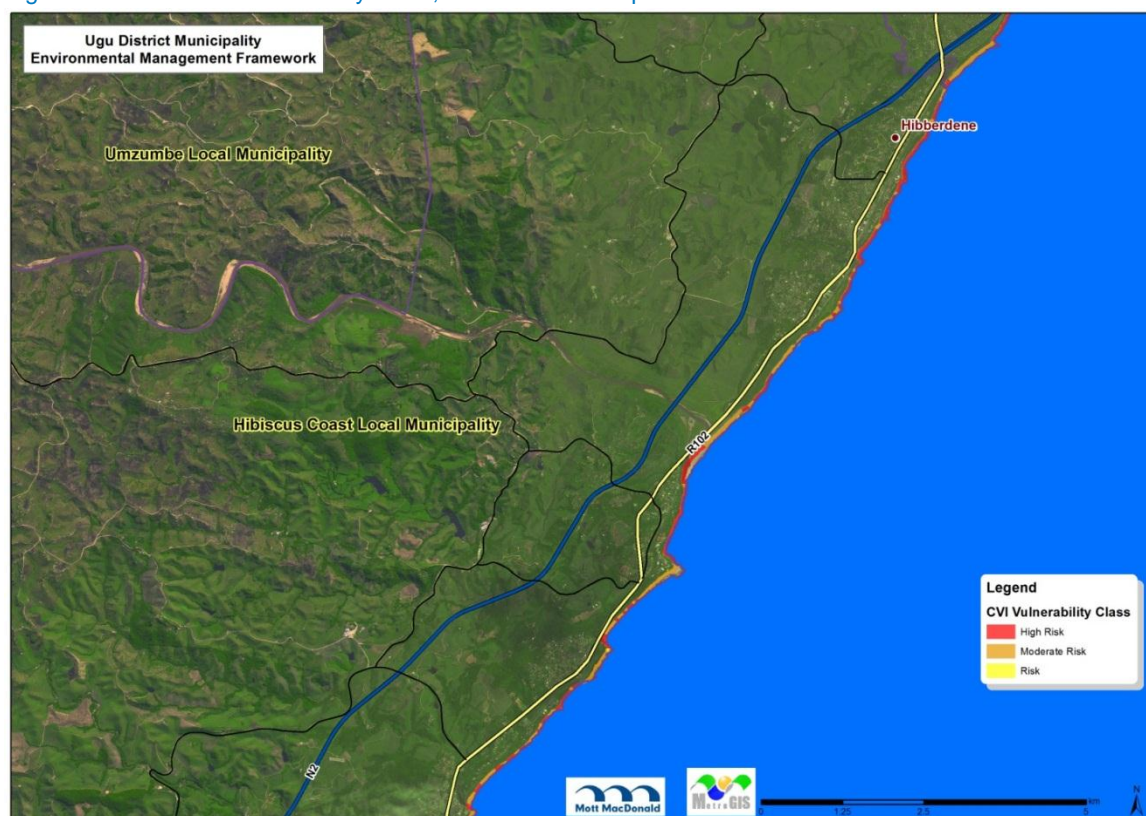 Ugu District Municipality
Environmental Management Framework
Hibberdene
Umzumbe Local Municipality
Hibiscus Coast Local Municipality
R102
N2
Legend
CVI Vulnerability Class
High Risk
Moderate Risk
Risk
Mott MacDonald
MetroGIS
km
N
0 1.25 2.5 5